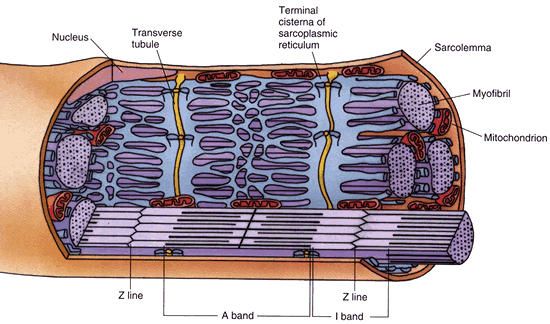 Nucleus
Transverse
tubule
Terminal
cisterna of
sarcoplasmic
reticulum
Sarcolemma
Myofibril
Mitochondrion
Z line
A band
Z line
I band